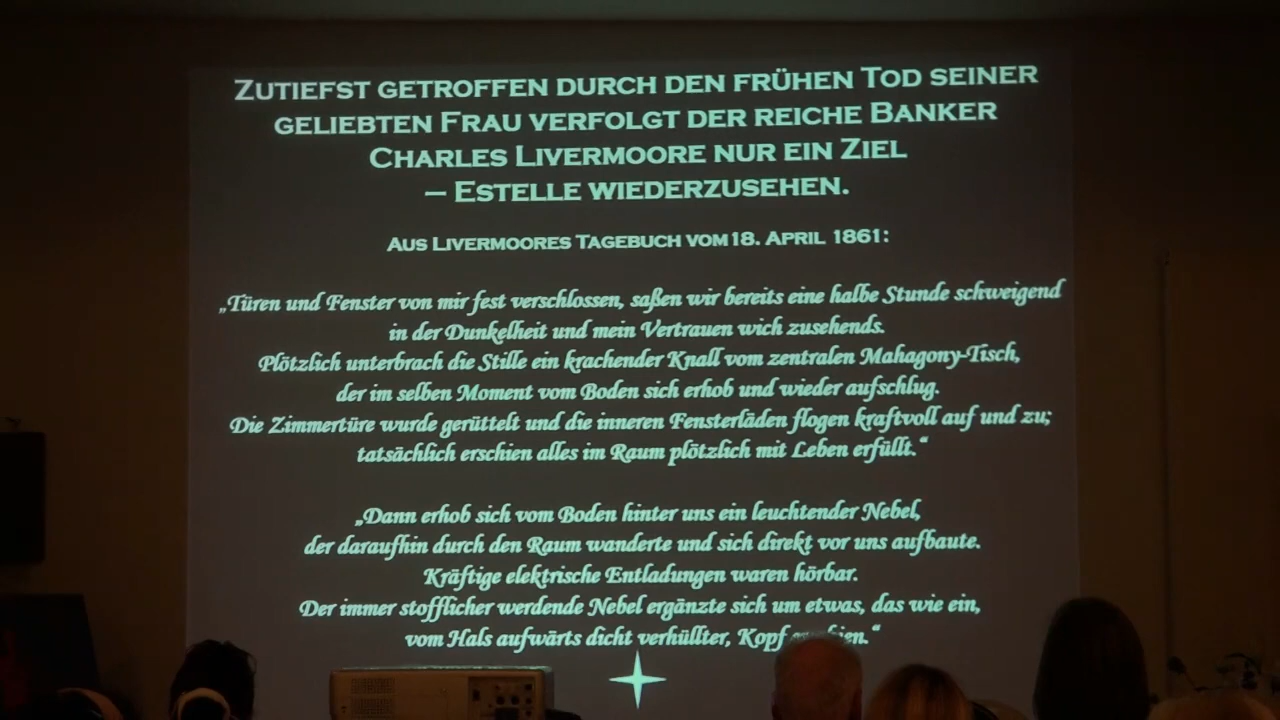 Zutiefst getroffen durch den frühen Tod seiner
geliebten Frau verfolgt der reiche Banker
Charles Livermoore nur ein Ziel
– Estelle wiederzusehen.
Aus Livermoores Tagebuch vom 18. April 1861:
„Türen und Fenster von mir fest verschlossen, saßen wir bereits eine halbe Stunde schweigend
in der Dunkelheit und mein Vertrauen wich zusehends.
Plötzlich unterbrach die Stille ein krachender Knall vom zentralen Mahagony-Tisch,
der im selben Moment vom Boden sich erhob und wieder aufschlug.
Die Zimmertüre wurde gerüttelt und die inneren Fensterläden flogen kraftvoll auf und zu;
tatsächlich erschien alles im Raum plötzlich mit Leben erfüllt.“
„Dann erhob sich vom Boden hinter uns ein leuchtender Nebel,
der daraufhin durch den Raum wanderte und sich direkt vor uns aufbaute.
Kräftige elektrische Entladungen waren hörbar.
Der immer stofflicher werdende Nebel ergänzte sich um etwas, das wie ein,
vom Hals aufwärts dicht verhüllter, Kopf